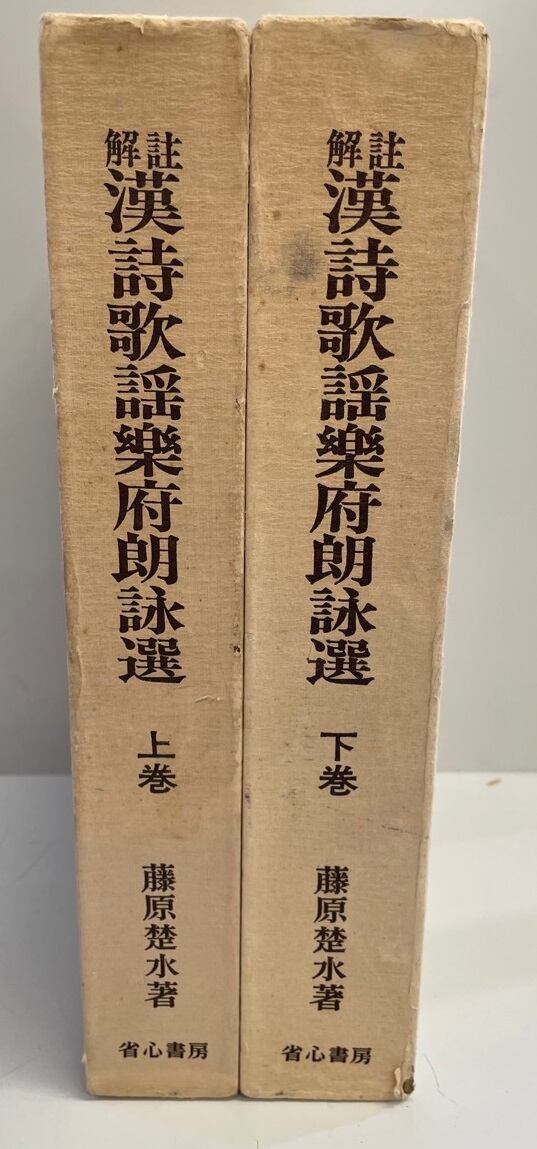 註解
漢詩歌謡樂府朗詠選
上巻
藤原楚水著
省心書房
註解
漢詩歌謡樂府朗詠選
下巻
藤原楚水著
省心書房